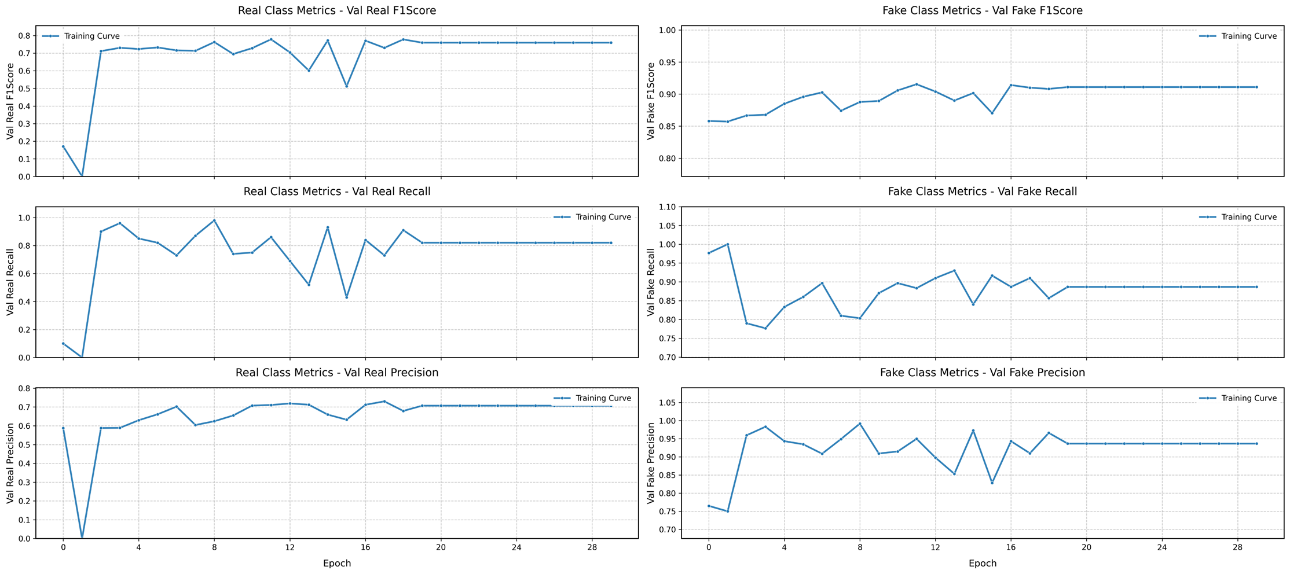 Real Class Metrics - Val Real F1Score
Val Real F1Score
0.8
0.7
0.6
0.5
0.4
0.3
0.2
0.1
0.0
Training Curve
Fake Class Metrics - Val Fake F1Score
Val Fake F1Score
1.00
0.95
0.90
0.85
0.80
Training Curve
Real Class Metrics - Val Real Recall
Val Real Recall
1.0
0.8
0.6
0.4
0.2
0.0
Training Curve
Fake Class Metrics - Val Fake Recall
Val Fake Recall
1.10
1.05
1.00
0.95
0.90
0.85
0.80
0.75
0.70
Training Curve
Real Class Metrics - Val Real Precision
Val Real Precision
0.8
0.7
0.6
0.5
0.4
0.3
0.2
0.1
0.0
Training Curve
0 4 8 12 16 20 24 28
Epoch
Fake Class Metrics - Val Fake Precision
Val Fake Precision
1.05
1.00
0.95
0.90
0.85
0.80
0.75
0.70
Training Curve
0 4 8 12 16 20 24 28
Epoch